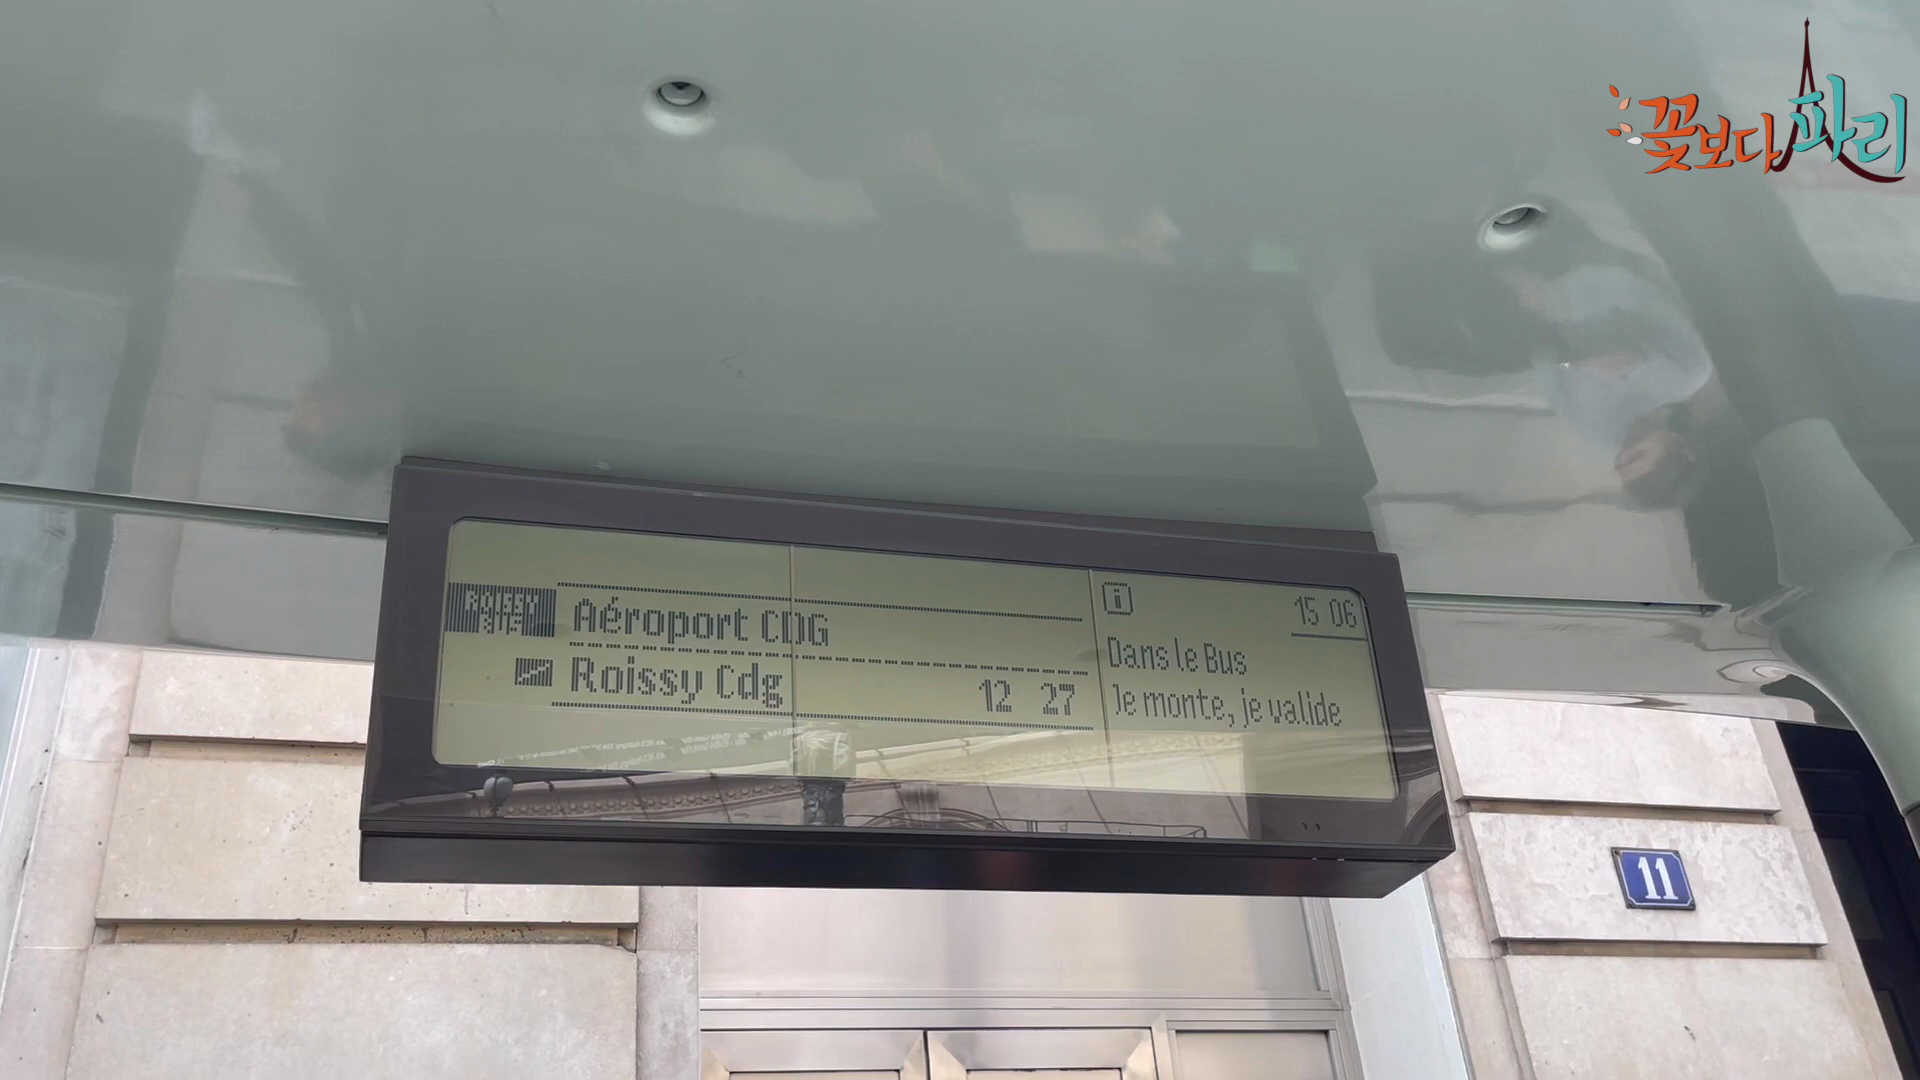 꽃보다파리
Aéroport CDG
Roissy Cdg 12 27
15 06
Dans le Bus
Je monte, je valide
11